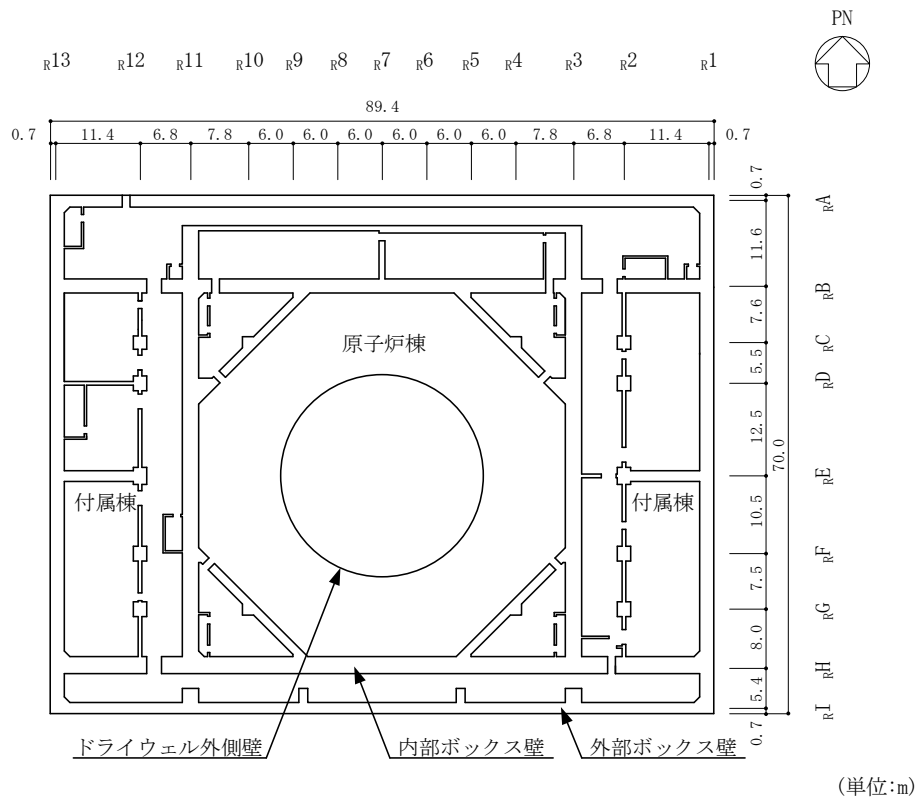 PN
R13 R12 R11 R10 R9 R8 R7 R6 R5 R4 R3 R2 R1
89.4
0.7 11.4 6.8 7.8 6.0 6.0 6.0 6.0 6.0 6.0 7.8 6.8 11.4 0.7
0.7
RA
11.6
RB
7.6
RC
5.5
RD
12.5
70.0
RE
10.5
RF
7.5
RG
8.0
RH
5.4
RI
0.7
原子炉棟
付属棟
付属棟
ドライウェル外側壁
内部ボックス壁
外部ボックス壁
(単位:m)